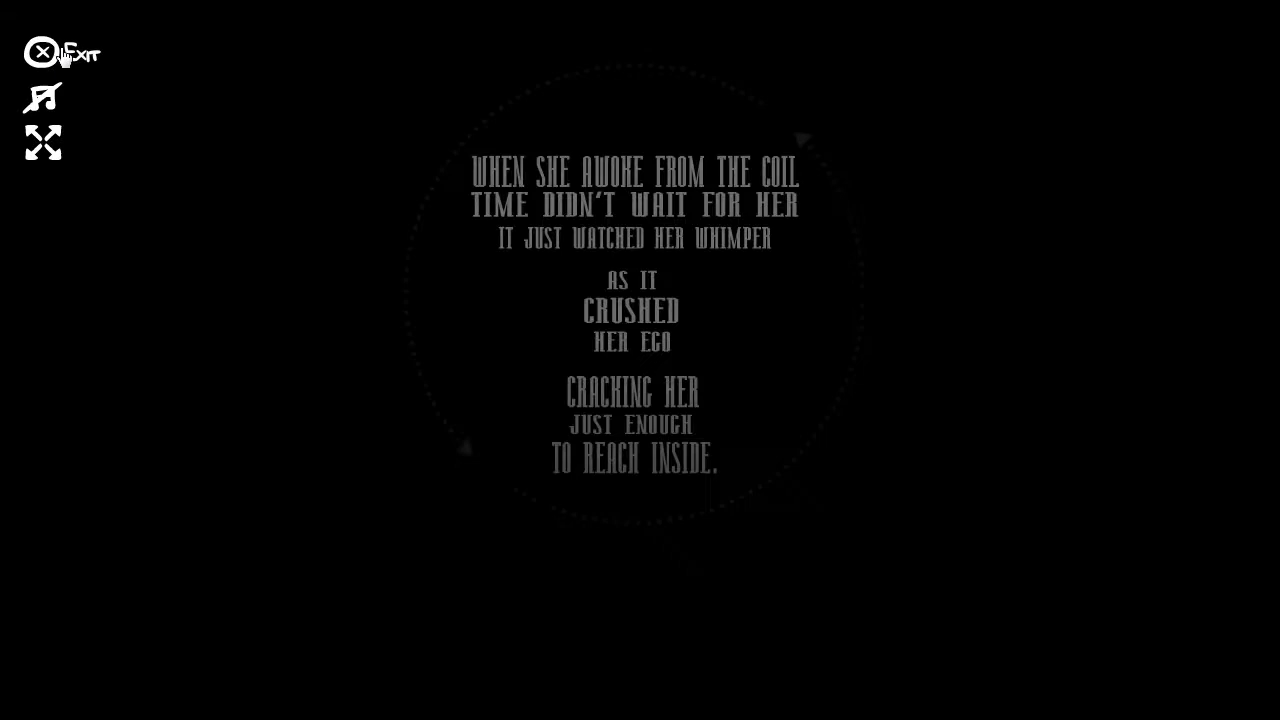 EXIT
WHEN SHE AWOKE FROM THE COIL
TIME DIDN'T WAIT FOR HER
IT JUST WATCHED HER WHIMPER
AS IT
CRUSHED
HER EGO
CRACKING HER
JUST ENOUGH
TO REACH INSIDE.